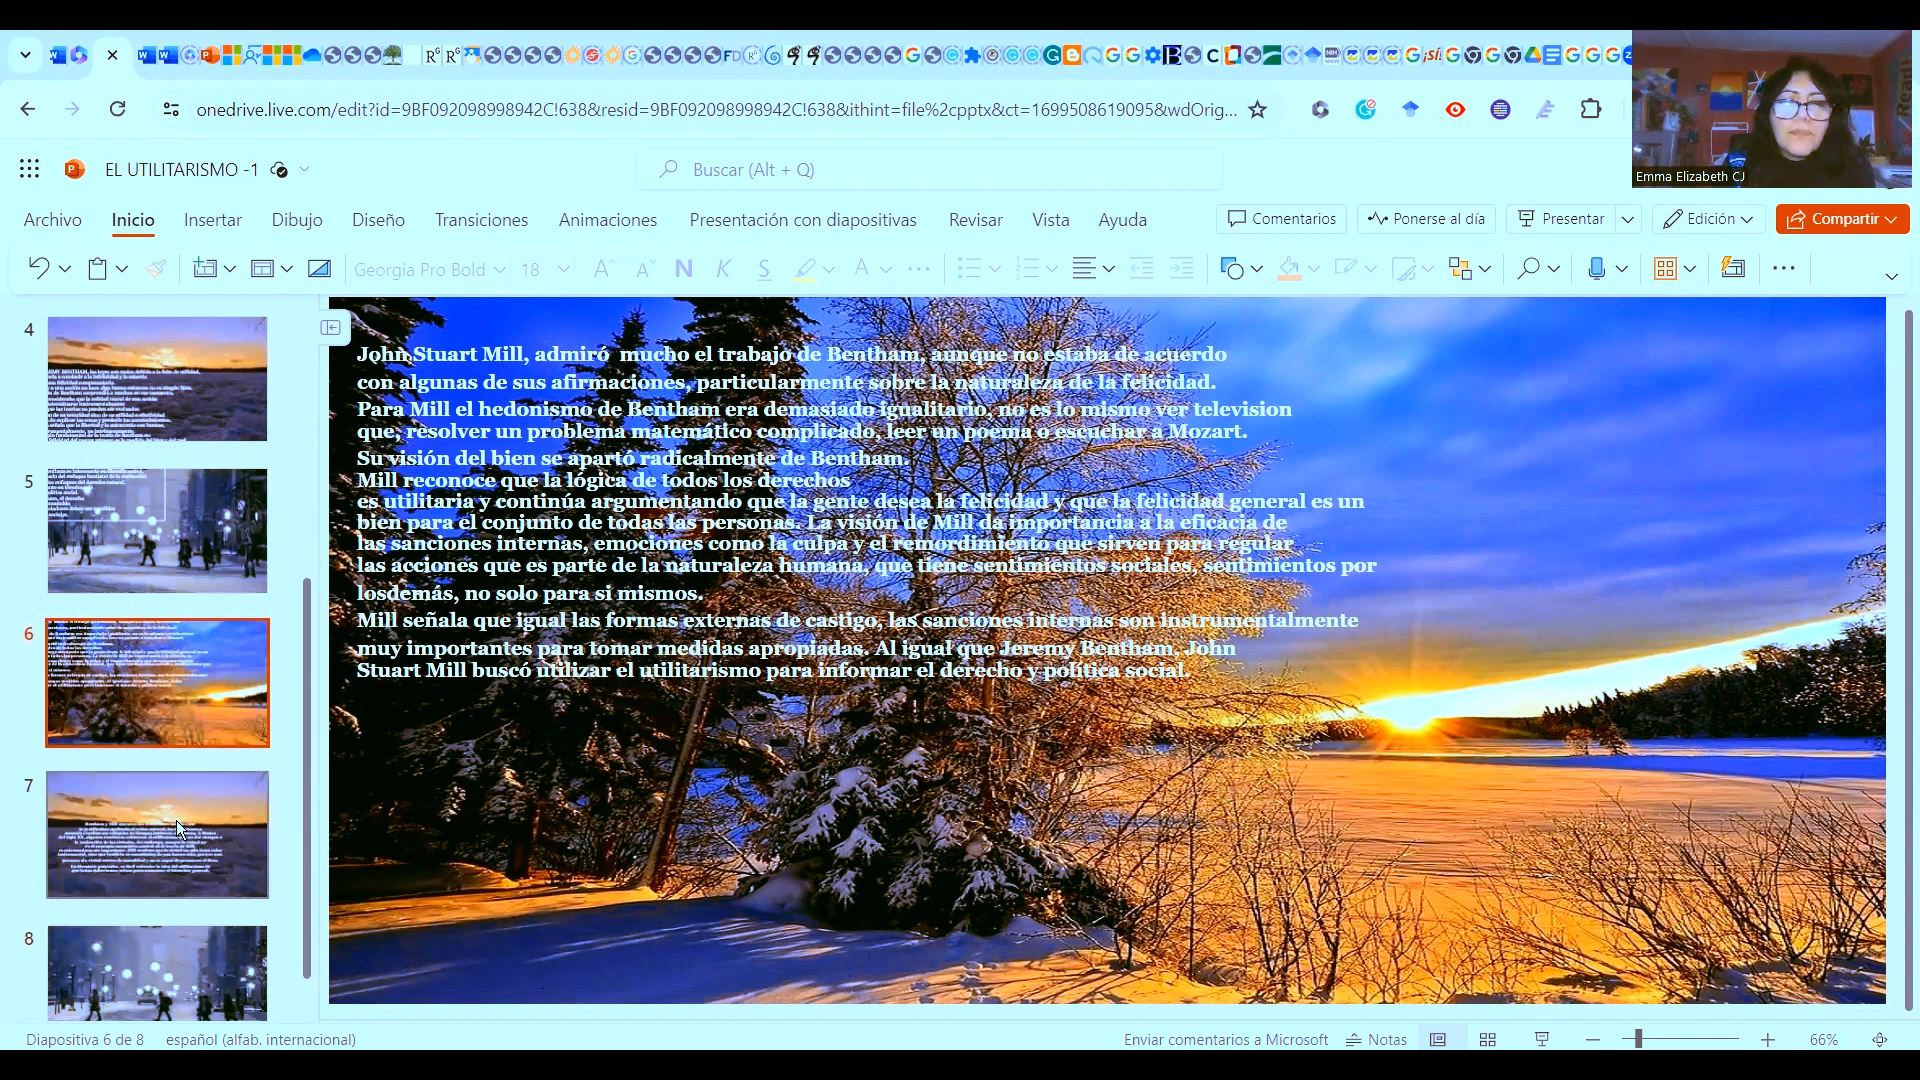 onedrive.live.com/edit?id=9BF092098998942C!638&resid=9BF092098998942C!638&ithint=file%2cpptx&ct=1699508619095&wdOrig...
Emma Elizabeth CJ
EL UTILITARISMO -1
Buscar (Alt + Q)
Archivo Inicio Insertar Dibujo Diseño Transiciones Animaciones Presentación con diapositivas Revisar Vista Ayuda
Comentarios Ponerse al día Presentar Edición Compartir
Georgia Pro Bold 18 N K S
John Stuart Mill, admiró mucho el trabajo de Bentham, aunque no estaba de acuerdo
con algunas de sus afirmaciones, particularmente sobre la naturaleza de la felicidad.
Para Mill el hedonismo de Bentham era demasiado igualitario, no es lo mismo ver television
que, resolver un problema matemático complicado, leer un poema o escuchar a Mozart.
Su visión del bien se apartó radicalmente de Bentham.
Mill reconoce que la lógica de todos los derechos
es utilitaria y continúa argumentando que la gente desea la felicidad y que la felicidad general es un
bien para el conjunto de todas las personas. La visión de Mill da importancia a la eficacia de
las sanciones internas, emociones como la culpa y el remordimiento que sirven para regular
las acciones que es parte de la naturaleza humana, que tiene sentimientos sociales, sentimientos por
losdemás, no solo para si mismos.
Mill señala que igual las formas externas de castigo, las sanciones internas son instrumentalmente
muy importantes para tomar medidas apropiadas. Al igual que Jeremy Bentham, John
Stuart Mill buscó utilizar el utilitarismo para informar el derecho y política social.
4
5
6
7
8
Diapositiva 6 de 8 español (alfab. internacional)
Enviar comentarios a Microsoft Notas 66%